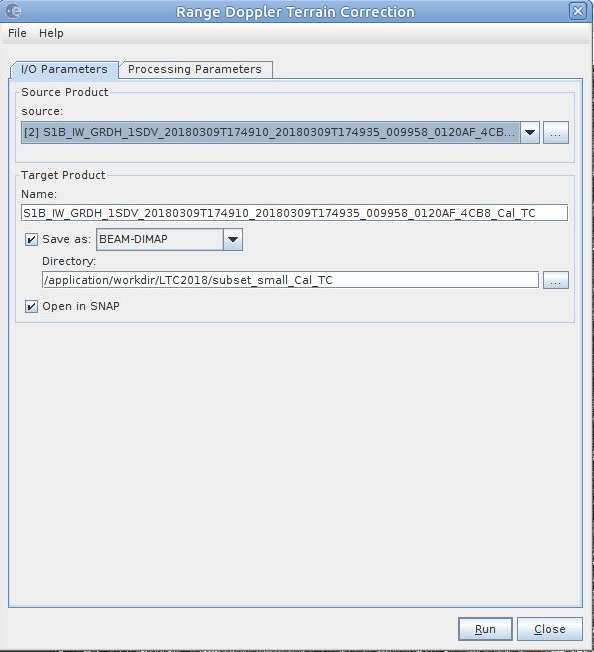 Range Doppler Terrain Correction
File Help
I/O Parameters Processing Parameters
Source Product
source:
[2] S1B_IW_GRDH_1SDV_20180309T174910_20180309T174935_009958_0120AF_4CB... ...
Target Product
Name:
S1B_IW_GRDH_1SDV_20180309T174910_20180309T174935_009958_0120AF_4CB8_Cal_TC
Save as: BEAM-DIMAP
Directory:
/application/workdir/LTC2018/subset_small_Cal_TC ...
Open in SNAP
Run Close